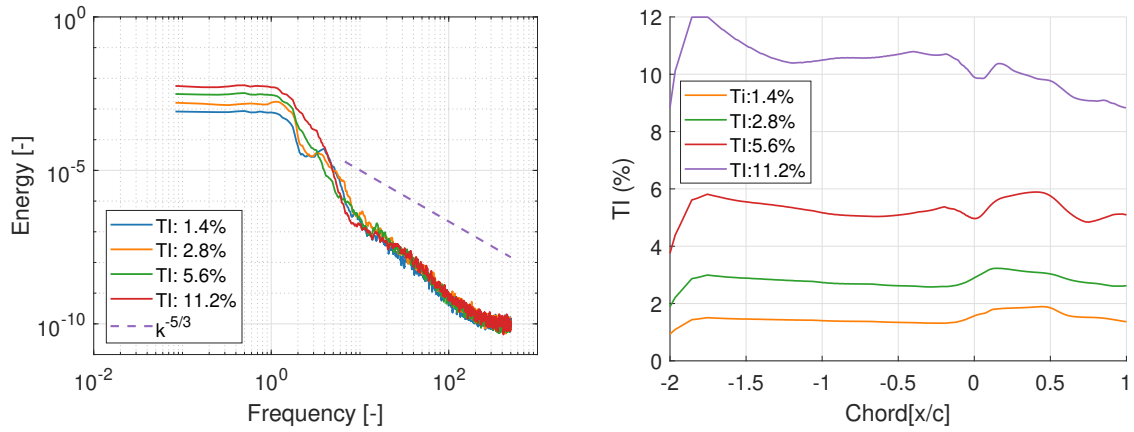 10^0
10^-5
10^-10
Energy [-]
TI: 1.4%
TI: 2.8%
TI: 5.6%
TI: 11.2%
k^-5/3
10^-2
10^0
10^2
Frequency [-]
12
10
8
6
4
2
0
TI (%)
Ti:1.4%
TI:2.8%
TI:5.6%
TI:11.2%
-2
-1.5
-1
-0.5
0
0.5
1
Chord[x/c]